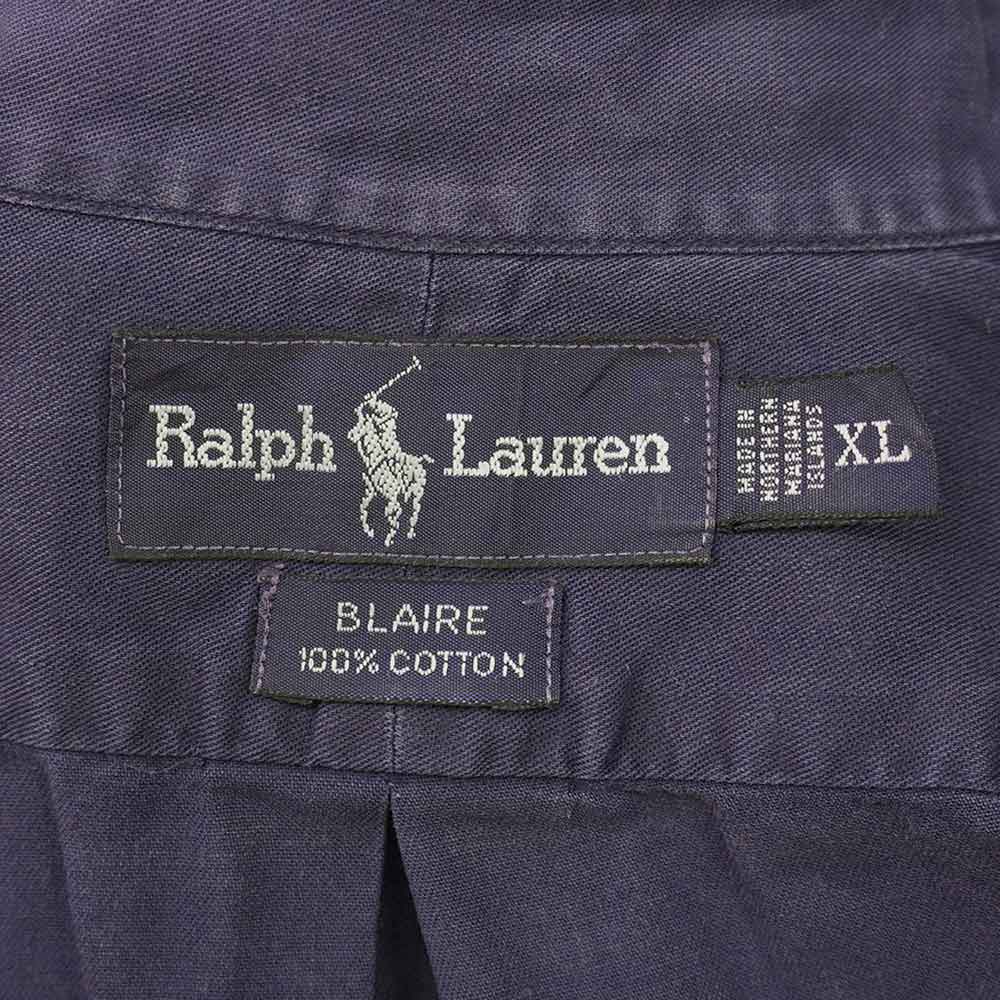 Ralph Lauren
MADE IN
NORTHERN
MARIANA
ISLANDS
XL
BLAIRE
100% COTTON